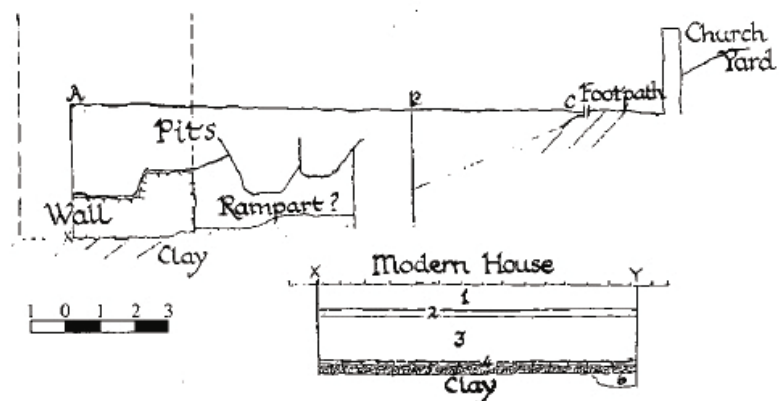 Church
Yard
A
B
C Footpath
Pits
Rampart?
Wall
X
Clay
X Modern House Y
1
2
3
4
Clay 6
1 0 1 2 3